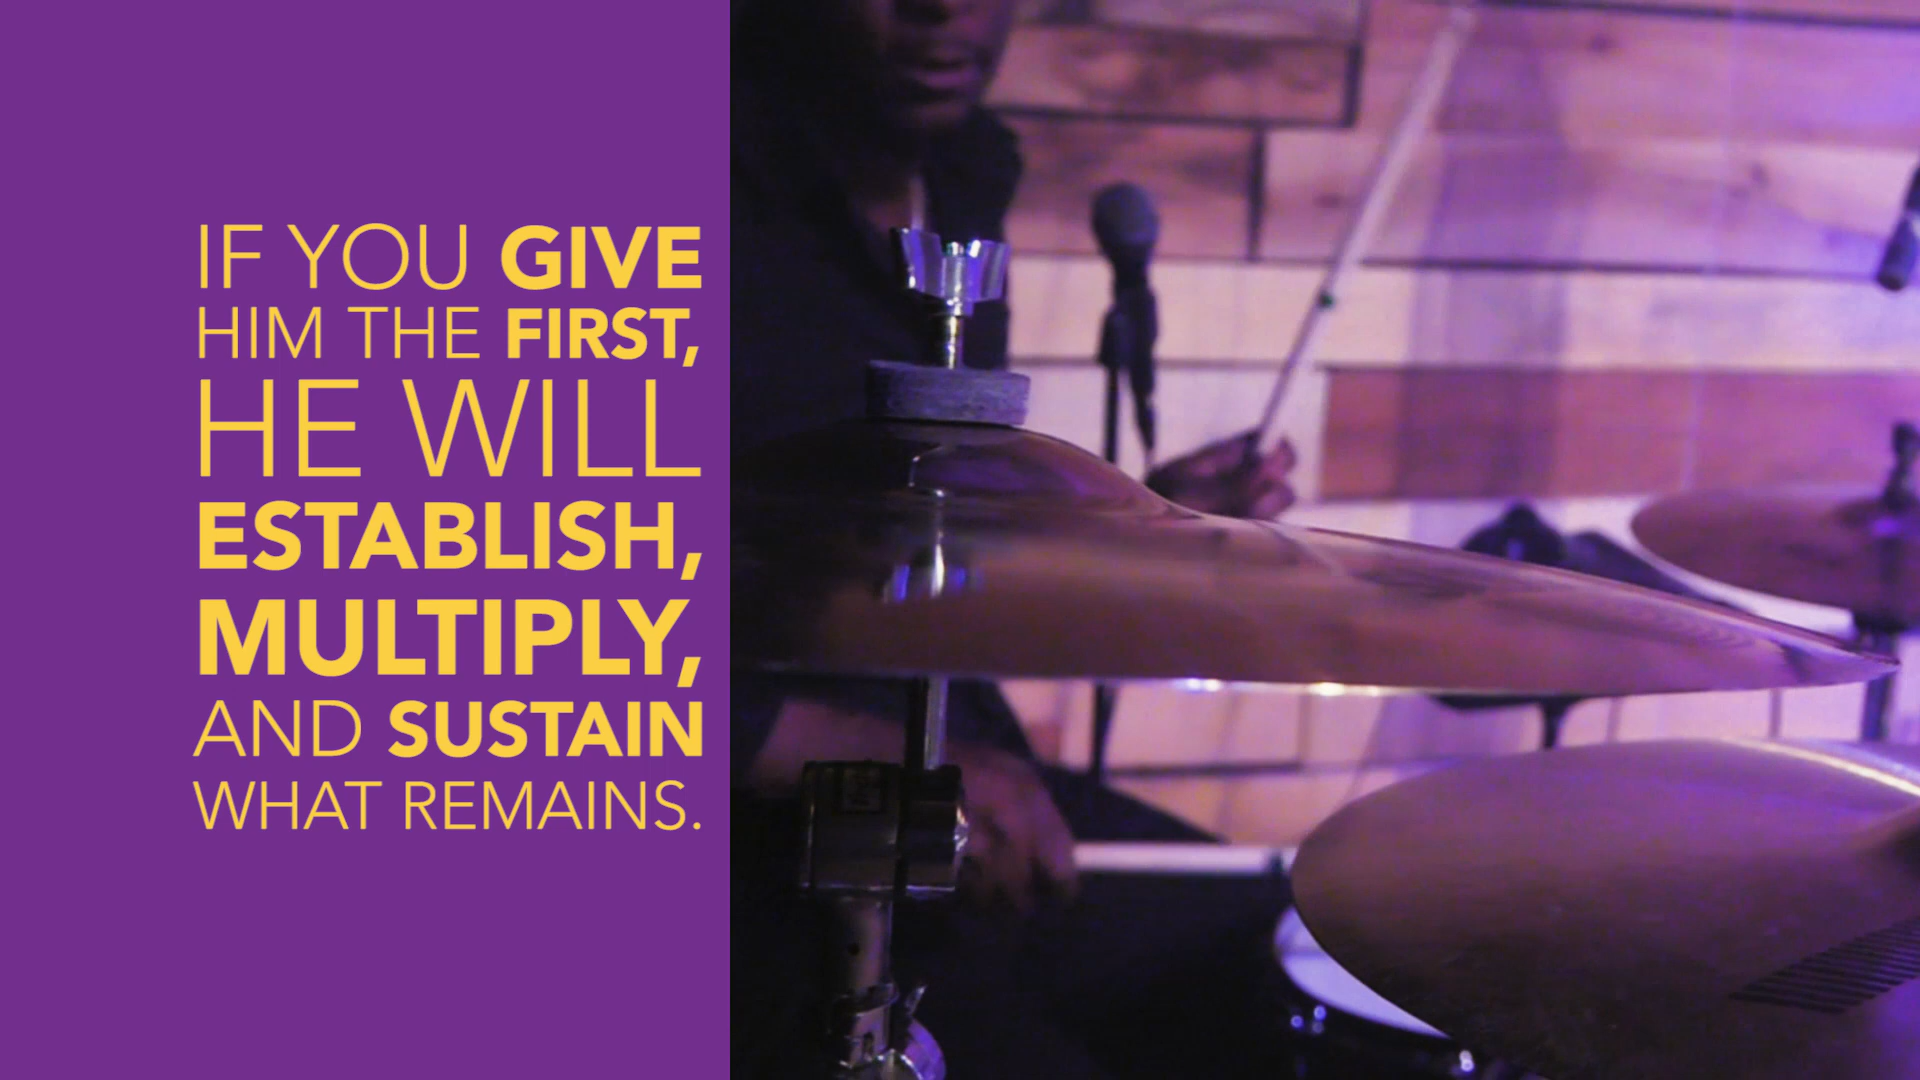 IF YOU GIVE
HIM THE FIRST,
HE WILL
ESTABLISH,
MULTIPLY,
AND SUSTAIN
WHAT REMAINS.